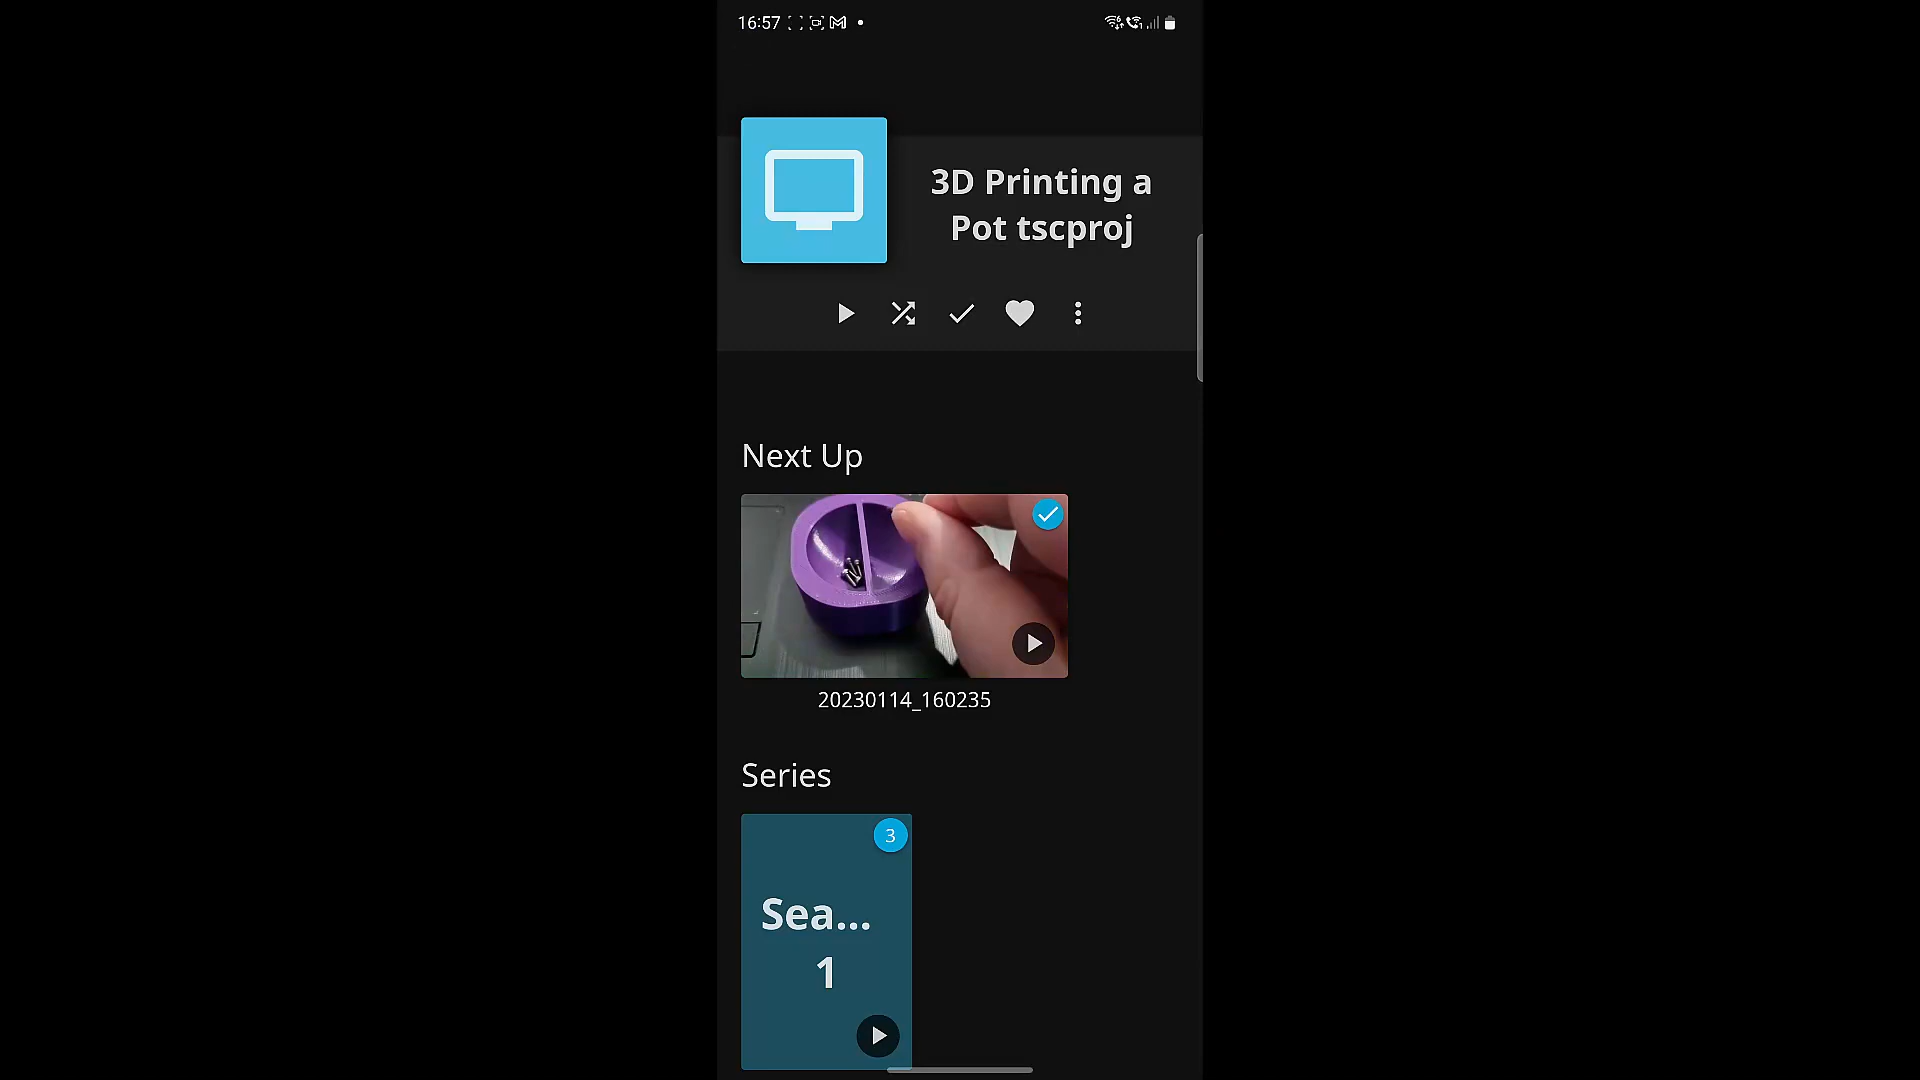 16:57
3D Printing a
Pot tscproj
Next Up
20230114_160235
Series
3
Sea...
1